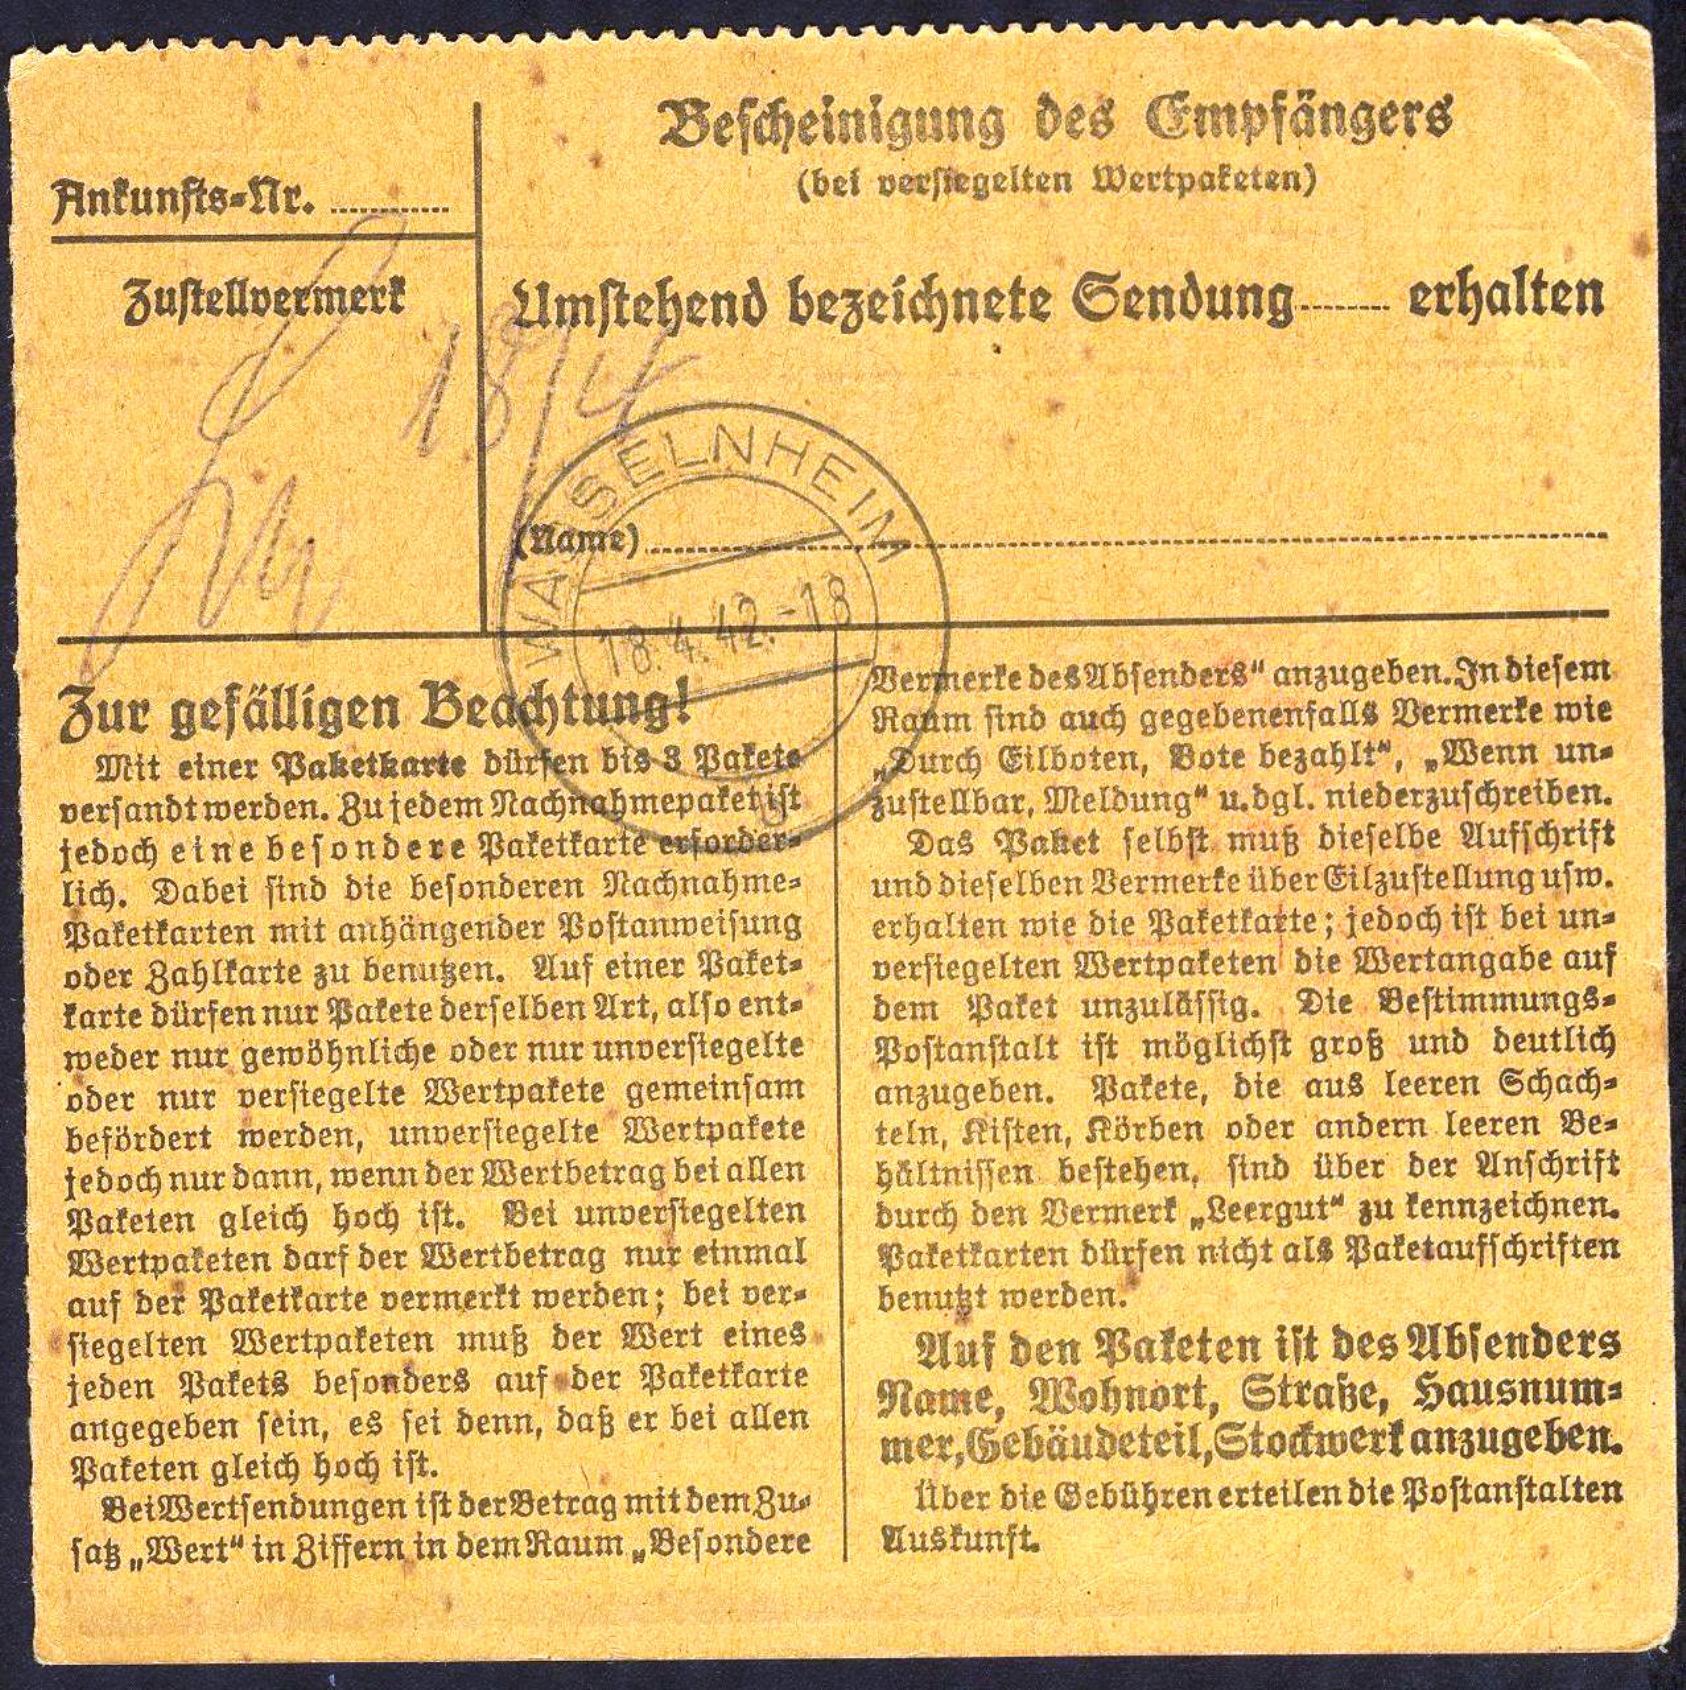 Ankunfts-Nr. ............
Zustellvermerk
Bescheinigung des Empfängers
(bei versiegelten Wertpaketen)
Umstehend bezeichnete Sendung........ erhalten
18/4
(Name)
WASSELNHEIM
18.4.42.-18
Zur gefälligen Beachtung!
Mit einer Paketkarte dürfen bis 3 Pakete
versandt werden. Zu jedem Nachnahmepaket ist
jedoch eine besondere Paketkarte erforder-
lich. Dabei sind die besonderen Nachnahme-
Paketkarten mit anhängender Postanweisung
oder Zahlkarte zu benutzen. Auf einer Paket-
karte dürfen nur Pakete derselben Art, also ent-
weder nur gewöhnliche oder nur unversiegelte
oder nur versiegelte Wertpakete gemeinsam
befördert werden, unversiegelte Wertpakete
jedoch nur dann, wenn der Wertbetrag bei allen
Paketen gleich hoch ist. Bei unversiegelten
Wertpaketen darf der Wertbetrag nur einmal
auf der Paketkarte vermerkt werden; bei ver-
siegelten Wertpaketen muß der Wert eines
jeden Pakets besonders auf der Paketkarte
angegeben sein, es sei denn, daß er bei allen
Paketen gleich hoch ist.
Bei Wertsendungen ist der Betrag mit dem Zu-
satz „Wert“ in Ziffern in dem Raum „Besondere
Vermerke des Absenders“ anzugeben. In diesem
Raum sind auch gegebenenfalls Vermerke wie
„Durch Eilboten, Bote bezahlt“, „Wenn un-
zustellbar, Meldung“ u. dgl. niederzuschreiben.
Das Paket selbst muß dieselbe Aufschrift
und dieselben Vermerke über Eilzustellung usw.
erhalten wie die Paketkarte; jedoch ist bei un-
versiegelten Wertpaketen die Wertangabe auf
dem Paket unzulässig. Die Bestimmungs-
Postanstalt ist möglichst groß und deutlich
anzugeben. Pakete, die aus leeren Schach-
teln, Kisten, Körben oder andern leeren Be-
hältnissen bestehen, sind über der Anschrift
durch den Vermerk „Leergut“ zu kennzeichnen.
Paketkarten dürfen nicht als Paketaufschriften
benutzt werden.
Auf den Paketen ist des Absenders
Name, Wohnort, Straße, Hausnum-
mer, Gebäudeteil, Stockwerk anzugeben.
Über die Gebühren erteilen die Postanstalten
Auskunft.